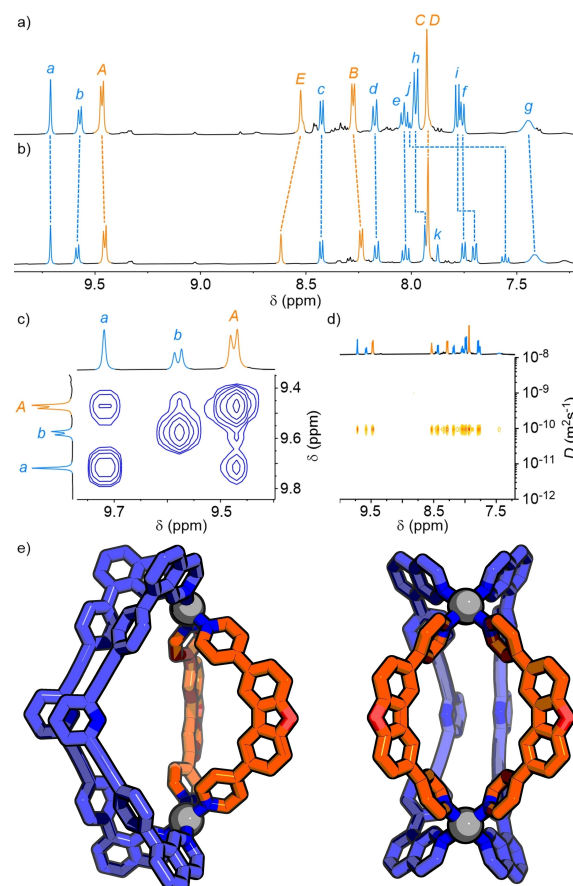 a)
a
b
A
E
c
B
d
e
j
h
C D
i
f
g
b)
k
9.5
9.0
8.5
8.0
7.5
δ (ppm)
c)
a
b
A
A
b
a
9.4
9.6
9.8
δ (ppm)
9.7
9.5
δ (ppm)
d)
10-8
10-9
10-10
10-11
10-12
D (m2s-1)
9.5
8.5
7.5
δ (ppm)
e)